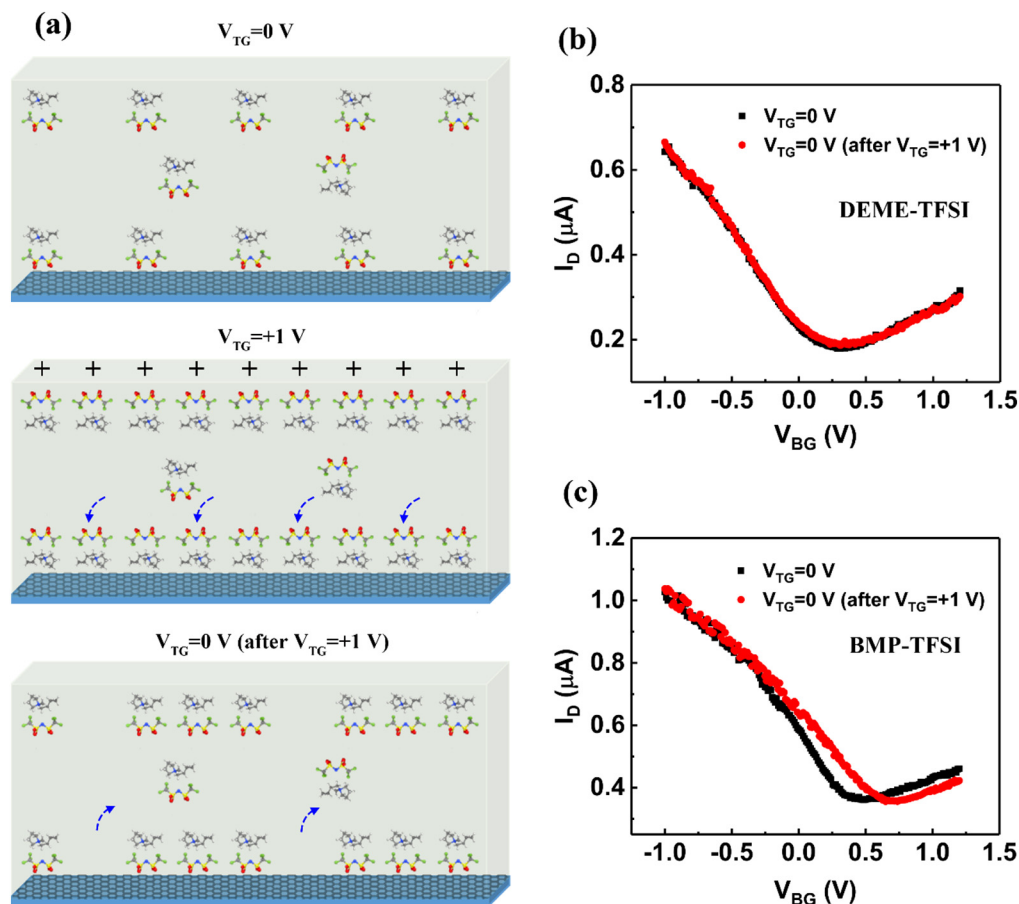 (a)
V_TG=0 V
+ + + + + + + + +
V_TG=+1 V
V_TG=0 V (after V_TG=+1 V)
(b)
0.8
0.6
0.4
0.2
I_D (μA)
V_TG=0 V
V_TG=0 V (after V_TG=+1 V)
DEME-TFSI
-1.0 -0.5 0.0 0.5 1.0 1.5
V_BG (V)
(c)
1.2
1.0
0.8
0.6
0.4
I_D (μA)
V_TG=0 V
V_TG=0 V (after V_TG=+1 V)
BMP-TFSI
-1.0 -0.5 0.0 0.5 1.0 1.5
V_BG (V)